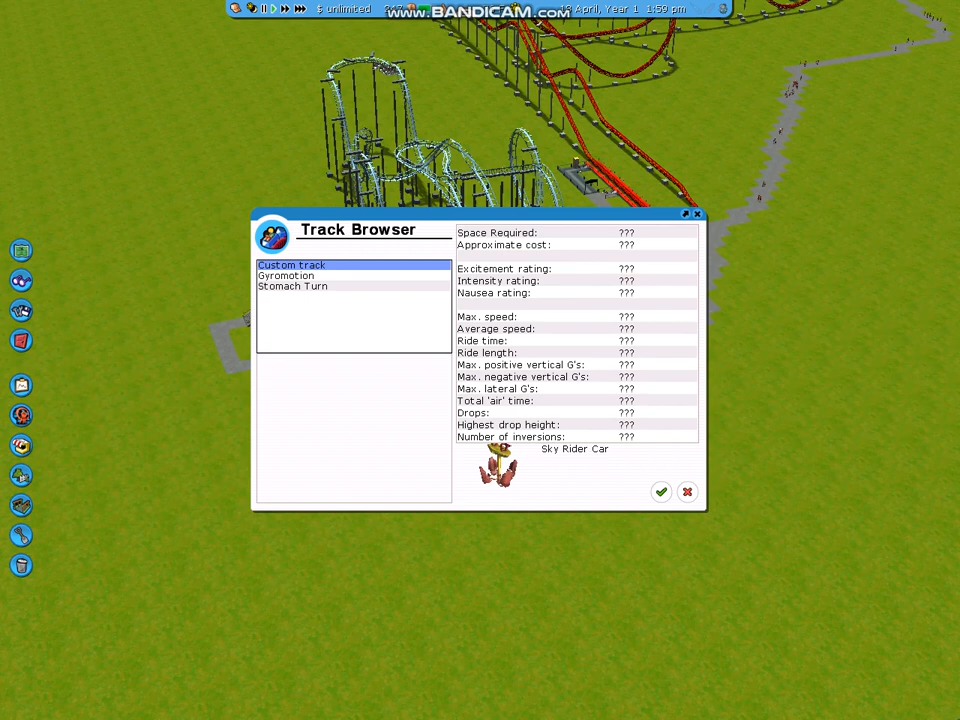 $ unlimited
www.BANDICAM.com
18 April, Year 1 1:59 pm
Track Browser
Custom track
Gyromotion
Stomach Turn
Space Required: ???
Approximate cost: ???
Excitement rating: ???
Intensity rating: ???
Nausea rating: ???
Max. speed: ???
Average speed: ???
Ride time: ???
Ride length: ???
Max. positive vertical G's: ???
Max. negative vertical G's: ???
Max. lateral G's: ???
Total 'air' time: ???
Drops: ???
Highest drop height: ???
Number of inversions: ???
Sky Rider Car